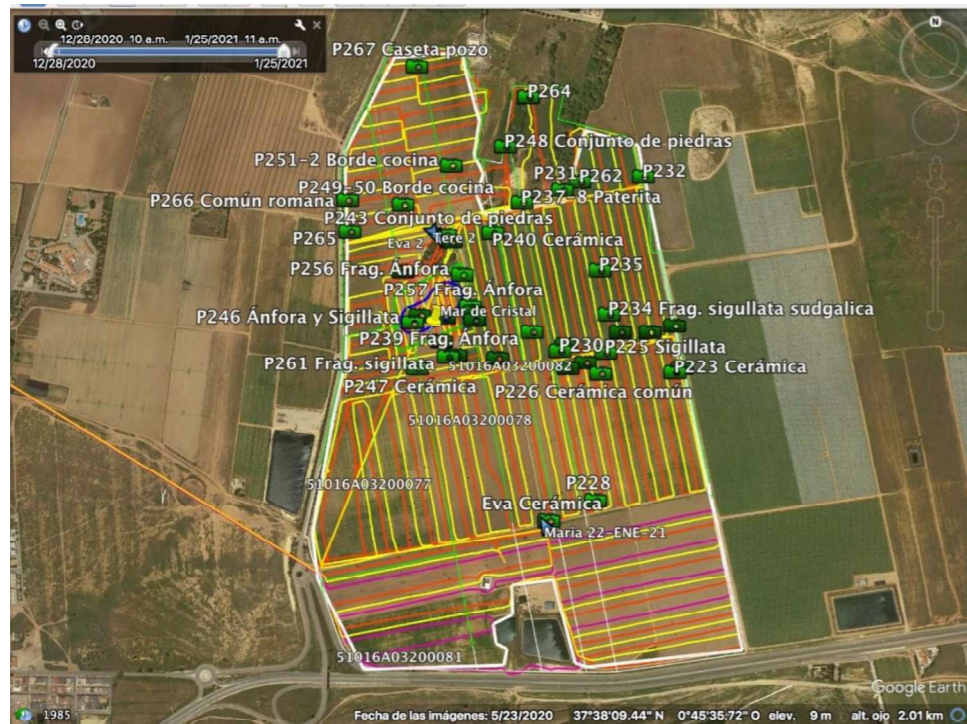 12/28/2020 10 a.m. 1/25/2021 11 a.m.
12/28/2020 1/25/2021
N
P267 Caseta pozo
P264
P248 Conjunto de piedras
P251-2 Borde cocina
P231 P262 P232
P249-50 Borde cocina
P237-8 Paterita
P266 Común romana
P243 Conjunto de piedras
P265
Eva 2 Tere 2
P240 Cerámica
P256 Frag. Ánfora
P235
P257 Frag. Ánfora
Mar de Cristal
P234 Frag. sigullata sudgalica
P246 Ánfora y Sigillata
P239 Frag. Ánfora
P230 P225 Sigillata
P261 Frag. sigillata
51016A03200082
P223 Cerámica
P247 Cerámica
P226 Cerámica común
51016A03200078
51016A03200077
P228
Eva Cerámica
Maria 22-ENE-21
51016A03200081
Google Earth
1985
Fecha de las imágenes: 5/23/2020 37°38'09.44" N 0°45'35.72" O elev. 9 m alt. ojo 2.01 km